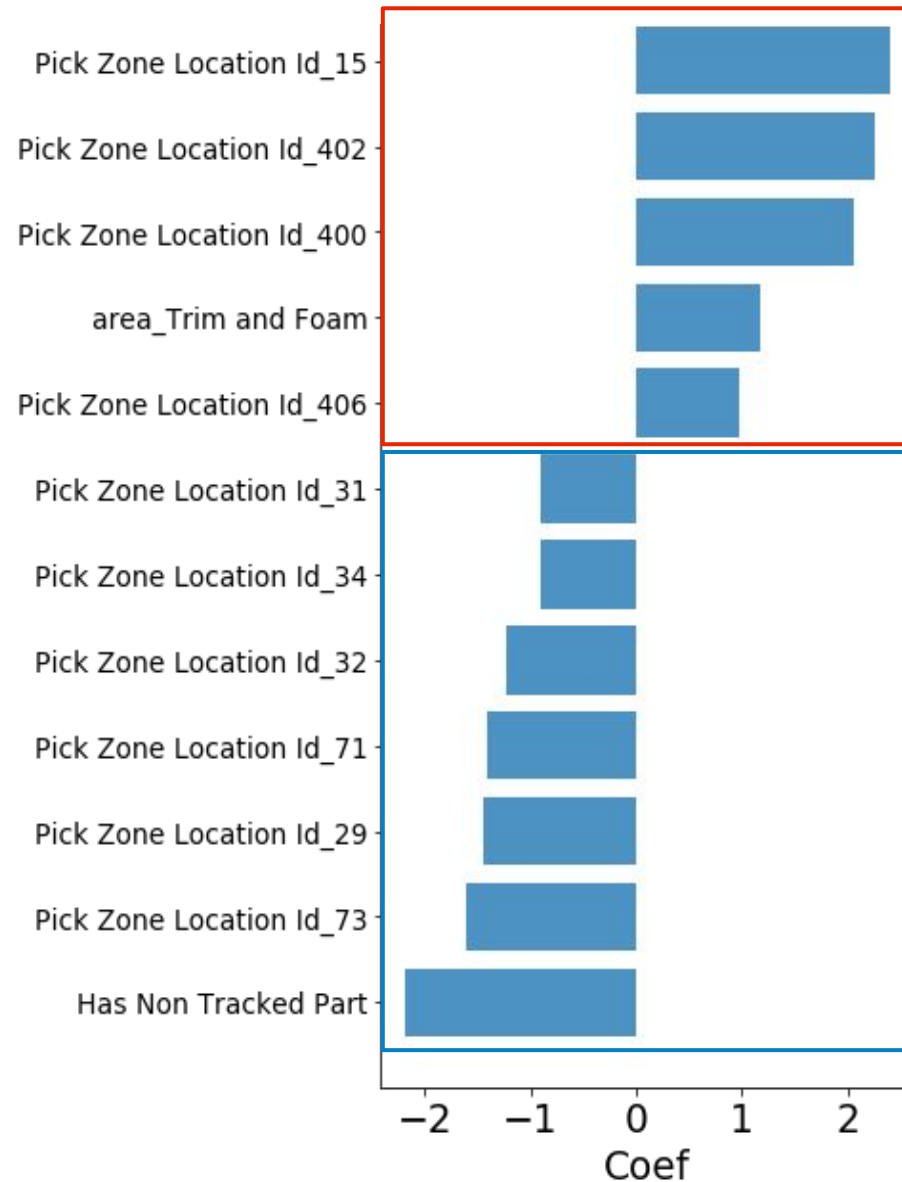 Pick Zone Location Id_15
Pick Zone Location Id_402
Pick Zone Location Id_400
area_Trim and Foam
Pick Zone Location Id_406
Pick Zone Location Id_31
Pick Zone Location Id_34
Pick Zone Location Id_32
Pick Zone Location Id_71
Pick Zone Location Id_29
Pick Zone Location Id_73
Has Non Tracked Part
−2 −1 0 1 2
Coef